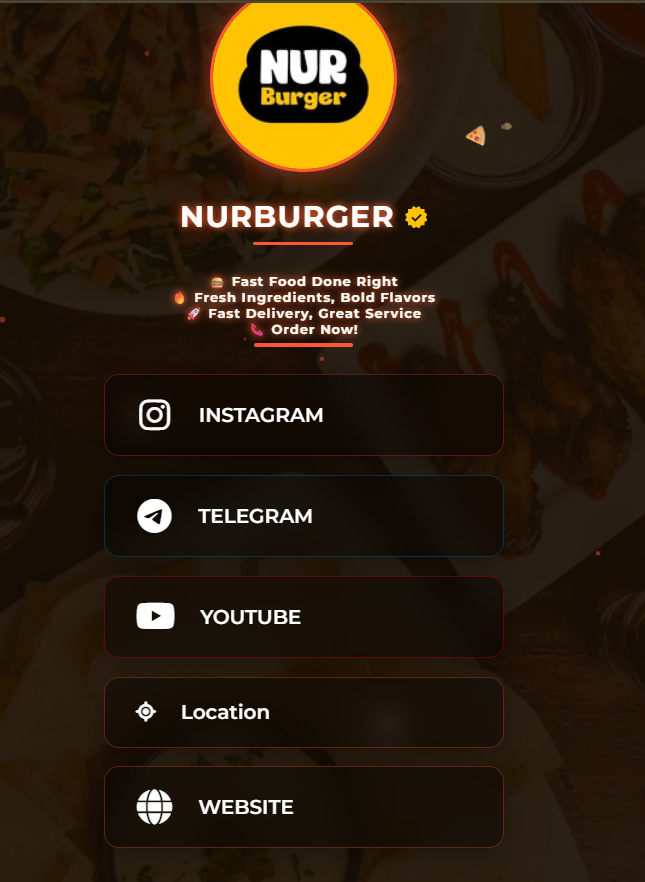 NUR
Burger
NURBURGER
🍔 Fast Food Done Right
🔥 Fresh Ingredients, Bold Flavors
🚀 Fast Delivery, Great Service
📞 Order Now!
INSTAGRAM
TELEGRAM
YOUTUBE
Location
WEBSITE